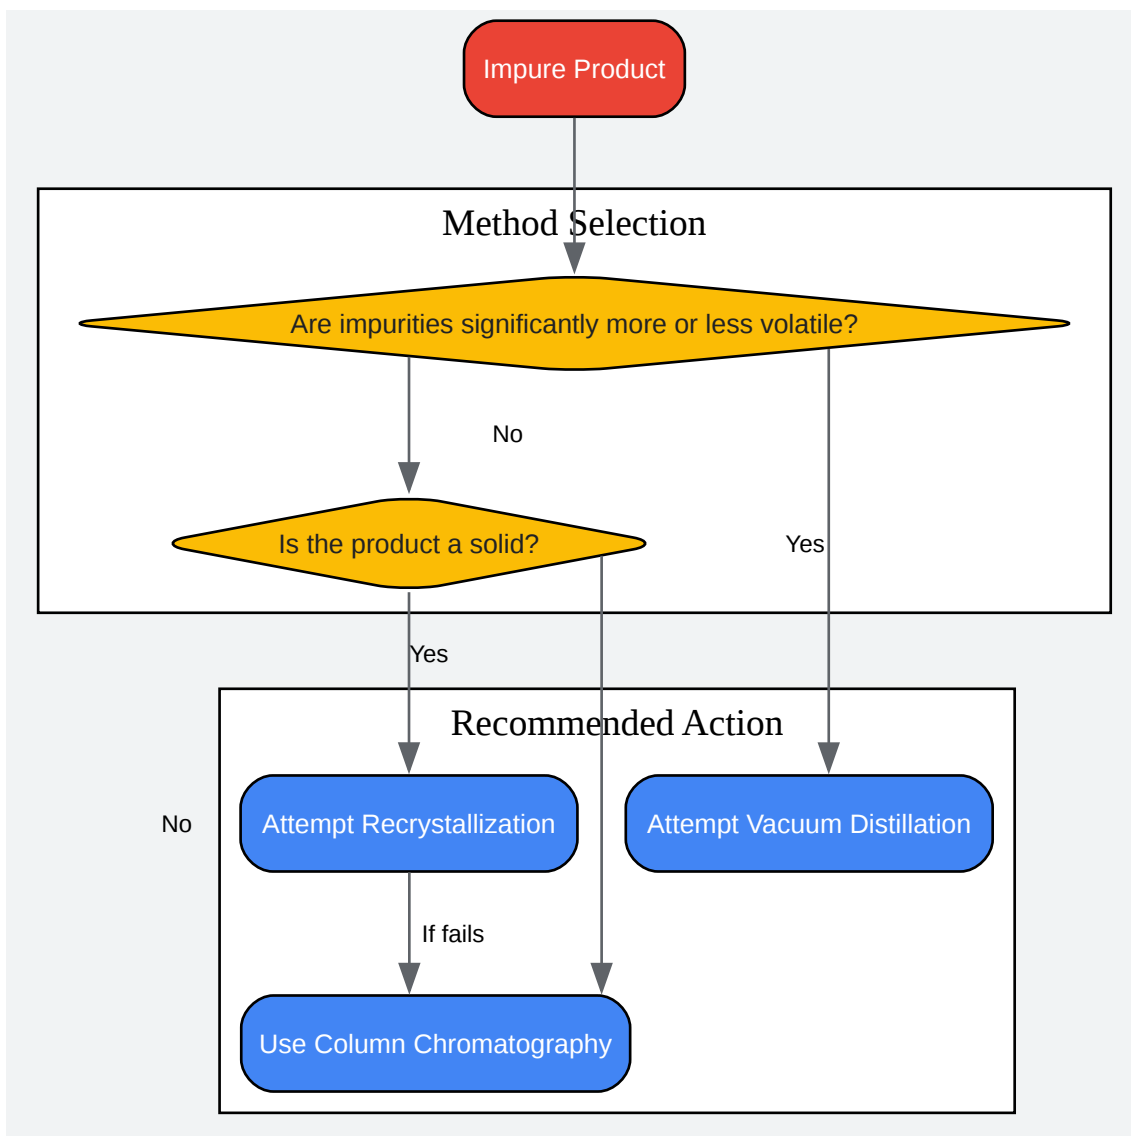 Impure Product
Method Selection
Are impurities significantly more or less volatile?
No
Is the product a solid?
Yes
Yes
Recommended Action
Attempt Recrystallization
Attempt Vacuum Distillation
No
If fails
Use Column Chromatography